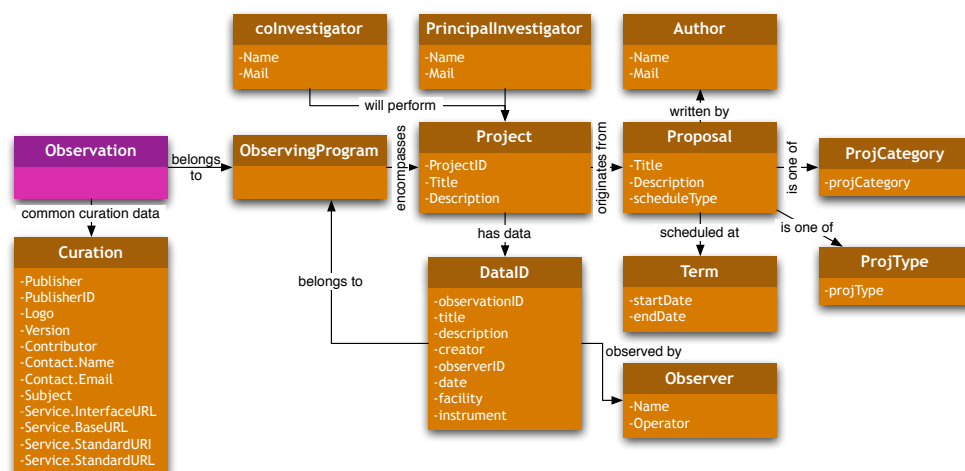 coInvestigator
-Name
-Mail
PrincipalInvestigator
-Name
-Mail
Author
-Name
-Mail
will perform
written by
Observation
belongs
to
ObservingProgram
encompasses
Project
-ProjectID
-Title
-Description
originates from
Proposal
-Title
-Description
-scheduleType
is one of
ProjCategory
-projCategory
is one of
ProjType
-projType
common curation data
has data
scheduled at
Curation
-Publisher
-PublisherID
-Logo
-Version
-Contributor
-Contact.Name
-Contact.Email
-Subject
-Service.InterfaceURL
-Service.BaseURL
-Service.StandardURI
-Service.StandardURL
belongs to
DataID
-observationID
-title
-description
-creator
-observerID
-date
-facility
-instrument
Term
-startDate
-endDate
observed by
Observer
-Name
-Operator